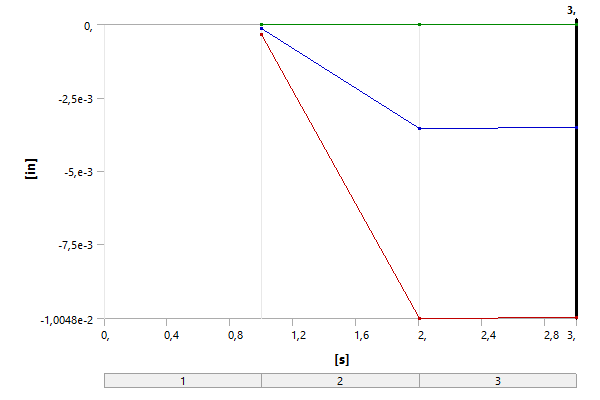 3,
0,
-2,5e-3
-5,e-3
-7,5e-3
-1,0048e-2
[in]
0, 0,4 0,8 1,2 1,6 2, 2,4 2,8 3,
[s]
1 2 3